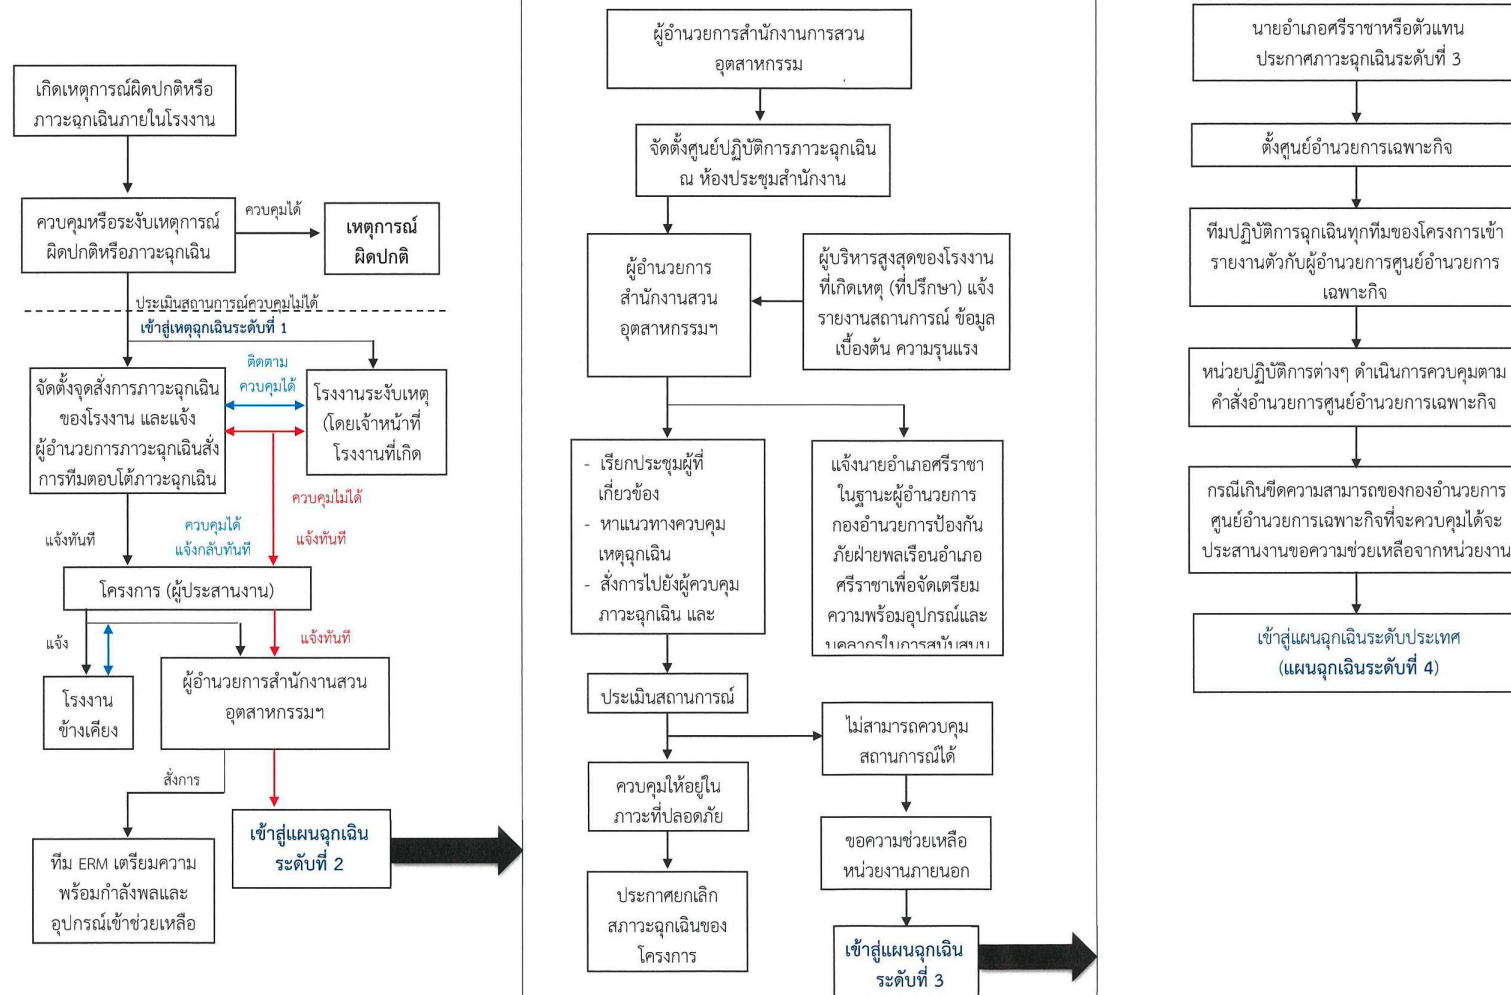 เกิดเหตุการณ์ผิดปกติหรือ
ภาวะฉุกเฉินภายในโรงงาน
ควบคุมหรือระงับเหตุการณ์
ผิดปกติหรือภาวะฉุกเฉิน
ควบคุมได้
เหตุการณ์
ผิดปกติ
ประเมินสถานการณ์ควบคุมไม่ได้
เข้าสู่เหตุฉุกเฉินระดับที่ 1
จัดตั้งจุดสั่งการภาวะฉุกเฉิน
ของโรงงาน และแจ้ง
ผู้อำนวยการภาวะฉุกเฉินสั่ง
การทีมตอบโต้ภาวะฉุกเฉิน
ติดตาม
ควบคุมได้
โรงงานระงับเหตุ
(โดยเจ้าหน้าที่
โรงงานที่เกิด
ควบคุมไม่ได้
แจ้งทันที
ควบคุมได้
แจ้งกลับทันที
แจ้งทันที
โครงการ (ผู้ประสานงาน)
แจ้ง
แจ้งทันที
โรงงาน
ข้างเคียง
ผู้อำนวยการสำนักงานสวน
อุตสาหกรรมฯ
สั่งการ
ทีม ERM เตรียมความ
พร้อมกำลังพลและ
อุปกรณ์เข้าช่วยเหลือ
เข้าสู่แผนฉุกเฉิน
ระดับที่ 2
ผู้อำนวยการสำนักงานการสวน
อุตสาหกรรม
จัดตั้งศูนย์ปฏิบัติการภาวะฉุกเฉิน
ณ ห้องประชุมสำนักงาน
ผู้อำนวยการ
สำนักงานสวน
อุตสาหกรรมฯ
ผู้บริหารสูงสุดของโรงงาน
ที่เกิดเหตุ (ที่ปรึกษา) แจ้ง
รายงานสถานการณ์ ข้อมูล
เบื้องต้น ความรุนแรง
- เรียกประชุมผู้ที่
เกี่ยวข้อง
- หาแนวทางควบคุม
เหตุฉุกเฉิน
- สั่งการไปยังผู้ควบคุม
ภาวะฉุกเฉิน และ
แจ้งนายอำเภอศรีราชา
ในฐานะผู้อำนวยการ
กองอำนวยการป้องกัน
ภัยฝ่ายพลเรือนอำเภอ
ศรีราชาเพื่อจัดเตรียม
ความพร้อมอุปกรณ์และ
บุคลากรในการสนับสนุน
ประเมินสถานการณ์
ไม่สามารถควบคุม
สถานการณ์ได้
ควบคุมให้อยู่ใน
ภาวะที่ปลอดภัย
ขอความช่วยเหลือ
หน่วยงานภายนอก
ประกาศยกเลิก
สภาวะฉุกเฉินของ
โครงการ
เข้าสู่แผนฉุกเฉิน
ระดับที่ 3
นายอำเภอศรีราชาหรือตัวแทน
ประกาศภาวะฉุกเฉินระดับที่ 3
ตั้งศูนย์อำนวยการเฉพาะกิจ
ทีมปฏิบัติการฉุกเฉินทุกทีมของโครงการเข้า
รายงานตัวกับผู้อำนวยการศูนย์อำนวยการ
เฉพาะกิจ
หน่วยปฏิบัติการต่างๆ ดำเนินการควบคุมตาม
คำสั่งอำนวยการศูนย์อำนวยการเฉพาะกิจ
กรณีเกินขีดความสามารถของกองอำนวยการ
ศูนย์อำนวยการเฉพาะกิจที่จะควบคุมได้จะ
ประสานงานขอความช่วยเหลือจากหน่วยงาน
เข้าสู่แผนฉุกเฉินระดับประเทศ
(แผนฉุกเฉินระดับที่ 4)